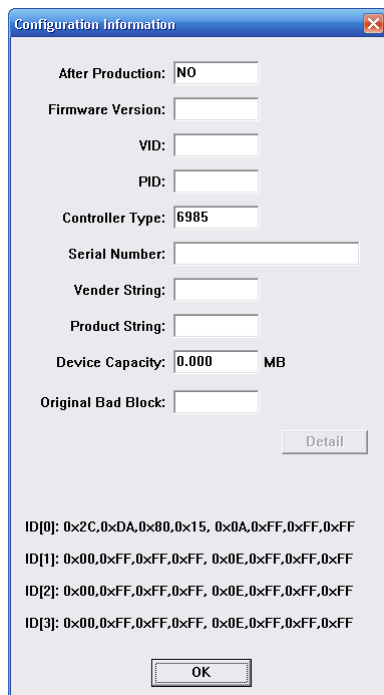 Configuration Information
After Production: NO
Firmware Version:
VID:
PID:
Controller Type: 6985
Serial Number:
Vender String:
Product String:
Device Capacity: 0.000 MB
Original Bad Block:
Detail
ID[0]: 0x2C,0xDA,0x80,0x15, 0x0A,0xFF,0xFF,0xFF
ID[1]: 0x00,0xFF,0xFF,0xFF, 0x0E,0xFF,0xFF,0xFF
ID[2]: 0x00,0xFF,0xFF,0xFF, 0x0E,0xFF,0xFF,0xFF
ID[3]: 0x00,0xFF,0xFF,0xFF, 0x0E,0xFF,0xFF,0xFF
OK